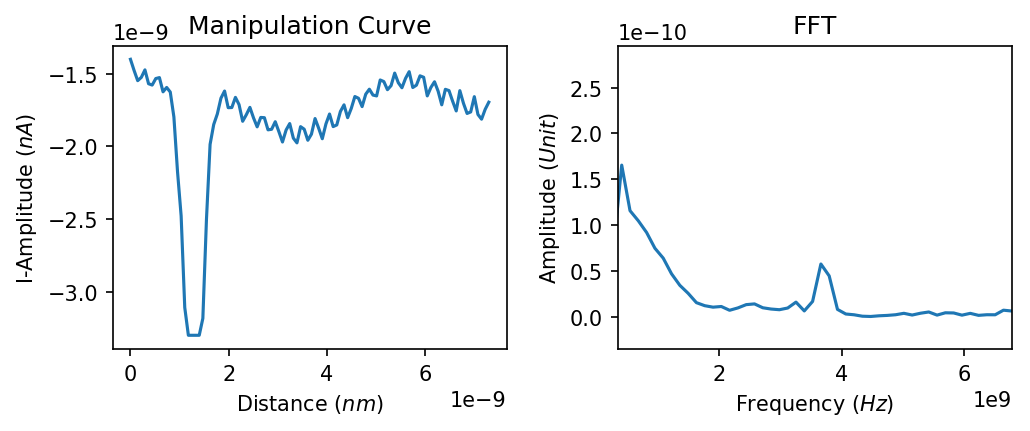 Manipulation Curve
1e−9
−1.5
−2.0
−2.5
−3.0
I-Amplitude (nA)
0
2
4
6
1e−9
Distance (nm)
FFT
1e−10
2.5
2.0
1.5
1.0
0.5
0.0
Amplitude (Unit)
2
4
6
1e9
Frequency (Hz)